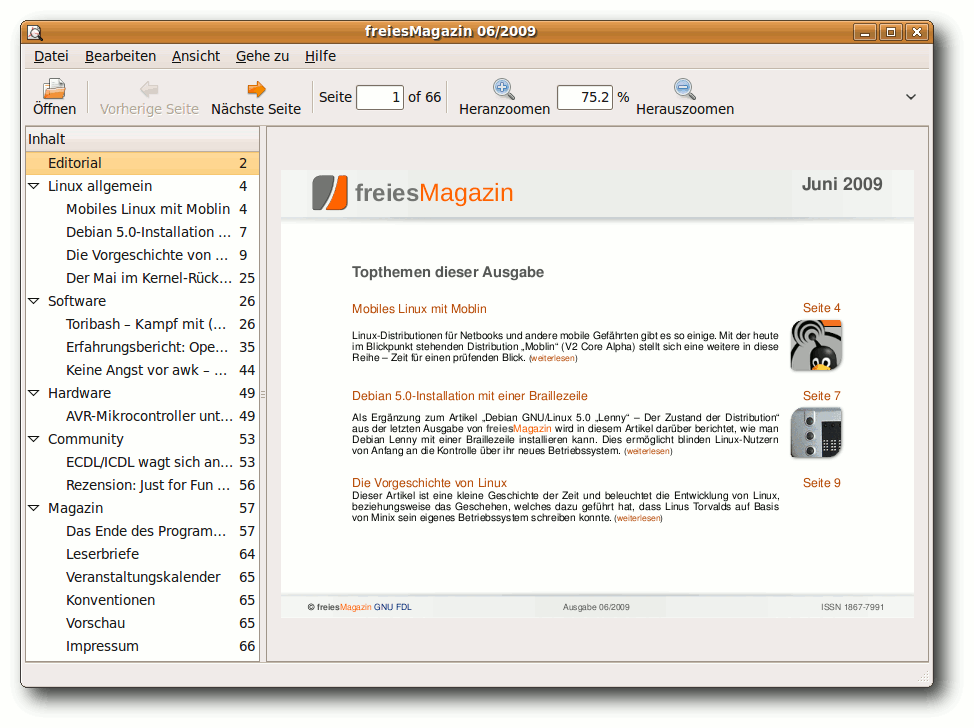 freiesMagazin 06/2009
Datei Bearbeiten Ansicht Gehe zu Hilfe
Öffnen Vorherige Seite Nächste Seite Seite 1 of 66 Heranzoomen 75.2 % Herauszoomen
Inhalt
Editorial 2
Linux allgemein 4
Mobiles Linux mit Moblin 4
Debian 5.0-Installation ... 7
Die Vorgeschichte von ... 9
Der Mai im Kernel-Rück... 25
Software 26
Toribash – Kampf mit (... 26
Erfahrungsbericht: Ope... 35
Keine Angst vor awk – ... 44
Hardware 49
AVR-Mikrocontroller unt... 49
Community 53
ECDL/ICDL wagt sich an... 53
Rezension: Just for Fun ... 56
Magazin 57
Das Ende des Program... 57
Leserbriefe 64
Veranstaltungskalender 65
Konventionen 65
Vorschau 65
Impressum 66
freiesMagazin Juni 2009
Topthemen dieser Ausgabe
Mobiles Linux mit Moblin Seite 4
Linux-Distributionen für Netbooks und andere mobile Gefährten gibt es so einige. Mit der heute
im Blickpunkt stehenden Distribution „Moblin“ (V2 Core Alpha) stellt sich eine weitere in diese
Reihe – Zeit für einen prüfenden Blick. (weiterlesen)
Debian 5.0-Installation mit einer Braillezeile Seite 7
Als Ergänzung zum Artikel „Debian GNU/Linux 5.0 „Lenny“ – Der Zustand der Distribution“
aus der letzten Ausgabe von freiesMagazin wird in diesem Artikel darüber berichtet, wie man
Debian Lenny mit einer Braillezeile installieren kann. Dies ermöglicht blinden Linux-Nutzern
von Anfang an die Kontrolle über ihr neues Betriebssystem. (weiterlesen)
Die Vorgeschichte von Linux Seite 9
Dieser Artikel ist eine kleine Geschichte der Zeit und beleuchtet die Entwicklung von Linux,
beziehungsweise das Geschehen, welches dazu geführt hat, dass Linus Torvalds auf Basis
von Minix sein eigenes Betriebssystem schreiben konnte. (weiterlesen)
© freiesMagazin GNU FDL Ausgabe 06/2009 ISSN 1867-7991